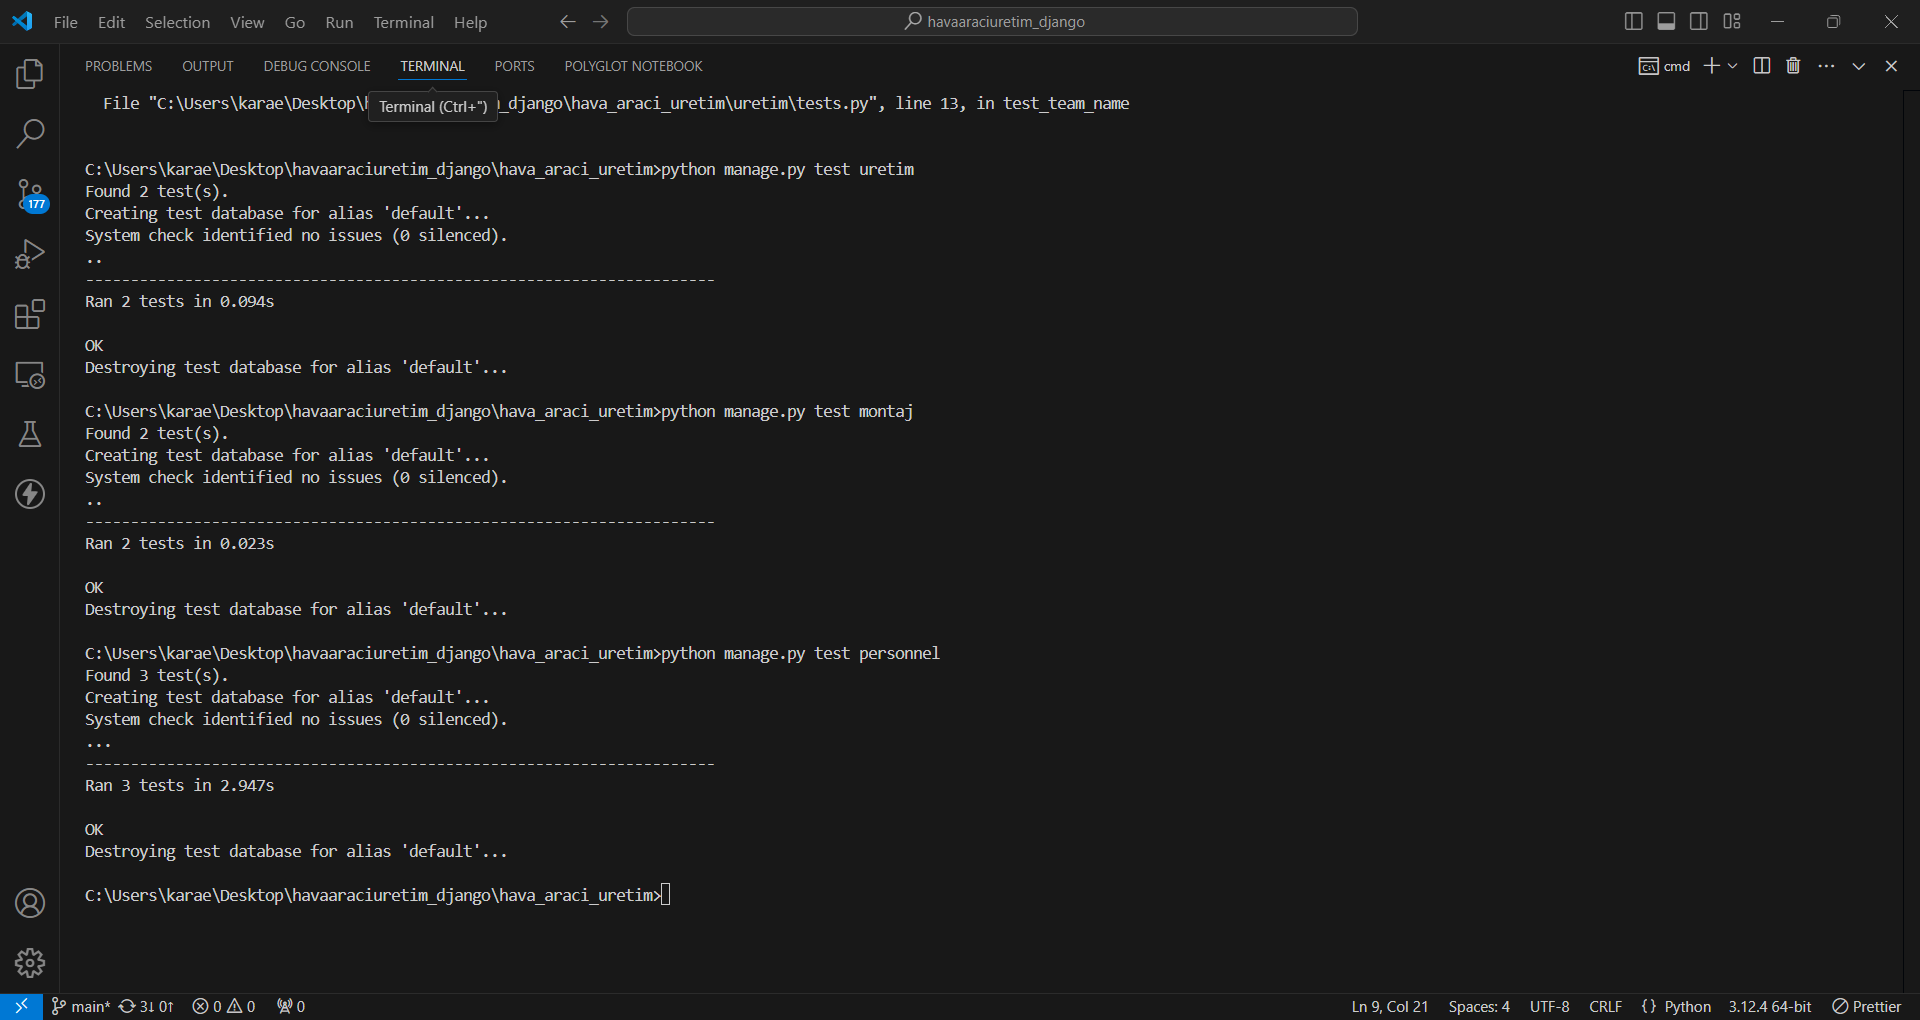 File Edit Selection View Go Run Terminal Help havaaraciuretim_django
PROBLEMS OUTPUT DEBUG CONSOLE TERMINAL PORTS POLYGLOT NOTEBOOK cmd
File "C:\Users\karae\Desktop\ _django\hava_araci_uretim\uretim\tests.py", line 13, in test_team_name
Terminal (Ctrl+")
C:\Users\karae\Desktop\havaaraciuretim_django\hava_araci_uretim>python manage.py test uretim
Found 2 test(s).
Creating test database for alias 'default'...
System check identified no issues (0 silenced).
..
----------------------------------------------------------------------
Ran 2 tests in 0.094s
OK
Destroying test database for alias 'default'...
C:\Users\karae\Desktop\havaaraciuretim_django\hava_araci_uretim>python manage.py test montaj
Found 2 test(s).
Creating test database for alias 'default'...
System check identified no issues (0 silenced).
..
----------------------------------------------------------------------
Ran 2 tests in 0.023s
OK
Destroying test database for alias 'default'...
C:\Users\karae\Desktop\havaaraciuretim_django\hava_araci_uretim>python manage.py test personnel
Found 3 test(s).
Creating test database for alias 'default'...
System check identified no issues (0 silenced).
...
----------------------------------------------------------------------
Ran 3 tests in 2.947s
OK
Destroying test database for alias 'default'...
C:\Users\karae\Desktop\havaaraciuretim_django\hava_araci_uretim>
177
main* 3↓ 0↑ 0 0 0 Ln 9, Col 21 Spaces: 4 UTF-8 CRLF {} Python 3.12.4 64-bit Prettier